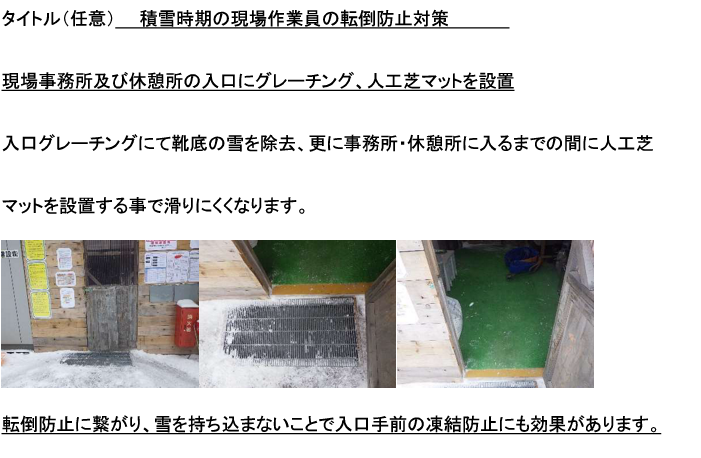 タイトル（任意）　積雪時期の現場作業員の転倒防止対策
現場事務所及び休憩所の入口にグレーチング、人工芝マットを設置
入口グレーチングにて靴底の雪を除去、更に事務所・休憩所に入るまでの間に人工芝
マットを設置する事で滑りにくくなります。
転倒防止に繋がり、雪を持ち込まないことで入口手前の凍結防止にも効果があります。